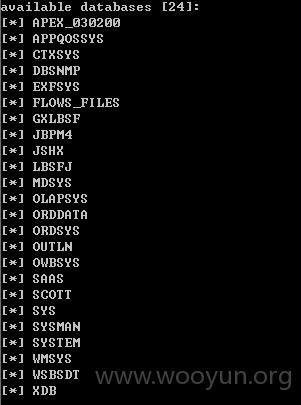 available databases [24]:
[*] APEX_030200
[*] APPQOSSYS
[*] CTXSYS
[*] DBSNMP
[*] EXFSYS
[*] FLOWS_FILES
[*] GXLBSF
[*] JBPM4
[*] JSHX
[*] LBSFJ
[*] MDSYS
[*] OLAPSYS
[*] ORDDATA
[*] ORDSYS
[*] OUTLN
[*] OWBSYS
[*] SAAS
[*] SCOTT
[*] SYS
[*] SYSMAN
[*] SYSTEM
[*] WMSYS
[*] WSBSDT
[*] XDB
www.wooyun.org